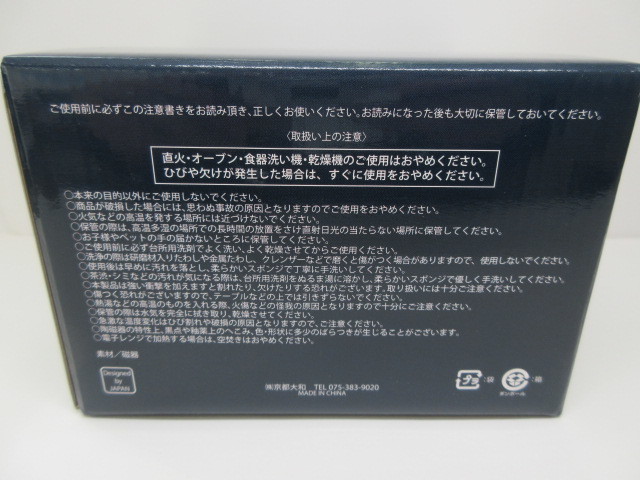 ご使用前に必ずこの注意書きをお読み頂き、正しくお使いください。お読みになった後も大切に保管しておいてください。
〈取扱い上の注意〉
直火・オーブン・食器洗い機・乾燥機のご使用はおやめください。
ひびや欠けが発生した場合は、すぐに使用をおやめください。
○本来の目的以外にご使用しないでください。
○商品が破損した場合には、思わぬ事故の原因となりますのでご使用をおやめください。
○火気などの高温を発する場所には近づけないでください。
○保管の際は、高温多湿の場所での長時間の放置をさけ直射日光の当たらない場所に保管してください。
○お子様やペットの手の届かないところに保管してください。
○ご使用前に必ず台所用洗剤でよく洗い、よく乾燥させてからご使用ください。
○洗浄の際は研磨材入りたわしや金属たわし、クレンザーなどで磨くと傷がつく場合がありますので、使用しないでください。
○使用後は早めに汚れを落とし、柔らかいスポンジで丁寧に手洗いしてください。
○茶渋・シミなどの汚れが気になる際は、台所用洗剤をぬるま湯に溶かし、柔らかいスポンジで優しく手洗いしてください。
○本製品は強い衝撃を加えますと割れたり、欠けたりする恐れがございます。取り扱いには十分ご注意ください。
○傷つく恐れがございますので、テーブルなどの上では引きずらないでください。
○熱湯などの高温のものを入れる際、火傷などの怪我の原因となりますので十分にご注意ください。
○保管の際は水気を完全に拭き取り、乾燥させてください。
○急激な温度変化はひび割れや破損の原因となりますので、ご注意ください。
○陶磁器の特性上、黒点や釉薬上のへこみ、色・形状に多少のばらつきが生じることがございます。
○電子レンジで加熱する場合は、空焚きはおやめください。
素材／磁器
Designed
by
JAPAN
㈱京都大和 TEL 075-383-9020
MADE IN CHINA
プラ
：袋
：箱
ダンボール